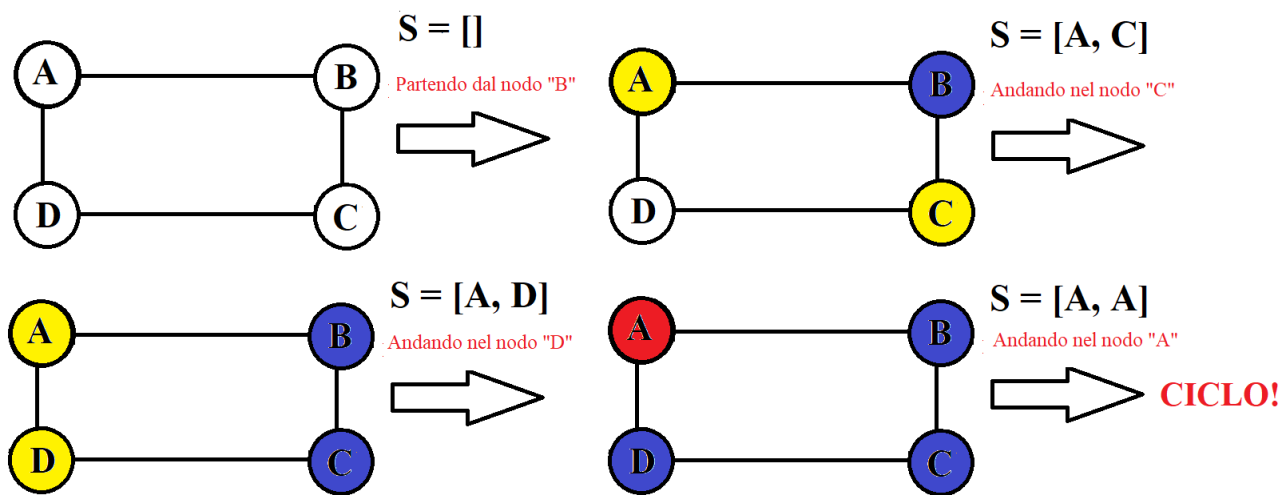 S = []
Partendo dal nodo "B"
A
B
D
C
S = [A, C]
Andando nel nodo "C"
A
B
D
C
S = [A, D]
Andando nel nodo "D"
A
B
D
C
S = [A, A]
Andando nel nodo "A"
A
B
D
C
CICLO!